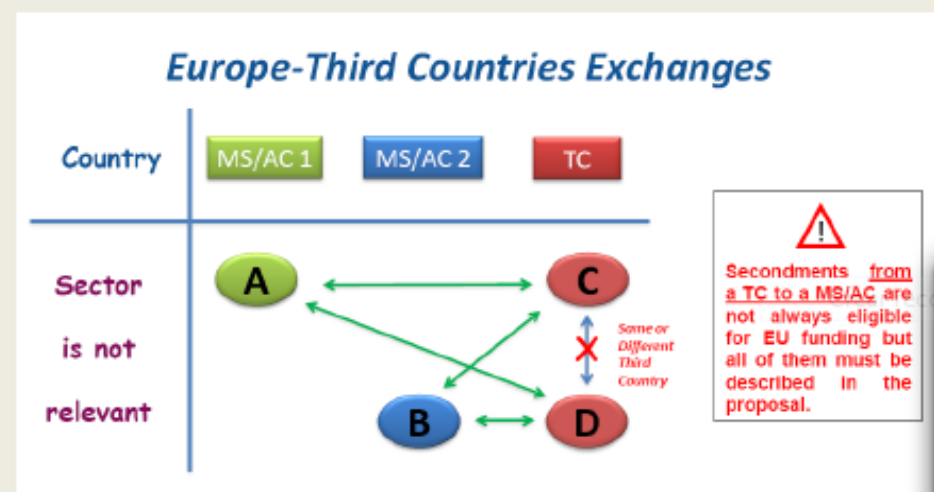 Europe-Third Countries Exchanges
Country
MS/AC 1
MS/AC 2
TC
Sector
is not
relevant
A
C
B
D
Same or
Different
Third
Country
!
Secondments from
a TC to a MS/AC are
not always eligible
for EU funding but
all of them must be
described in the
proposal.